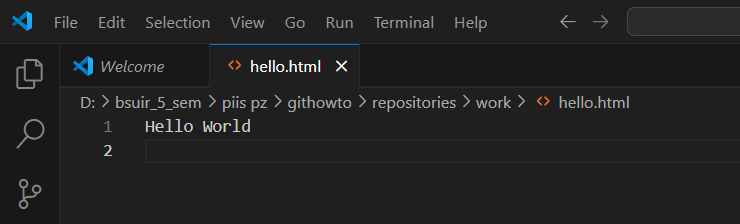 File Edit Selection View Go Run Terminal Help
Welcome hello.html
D: > bsuir_5_sem > piis pz > githowto > repositories > work > hello.html
1 Hello World
2